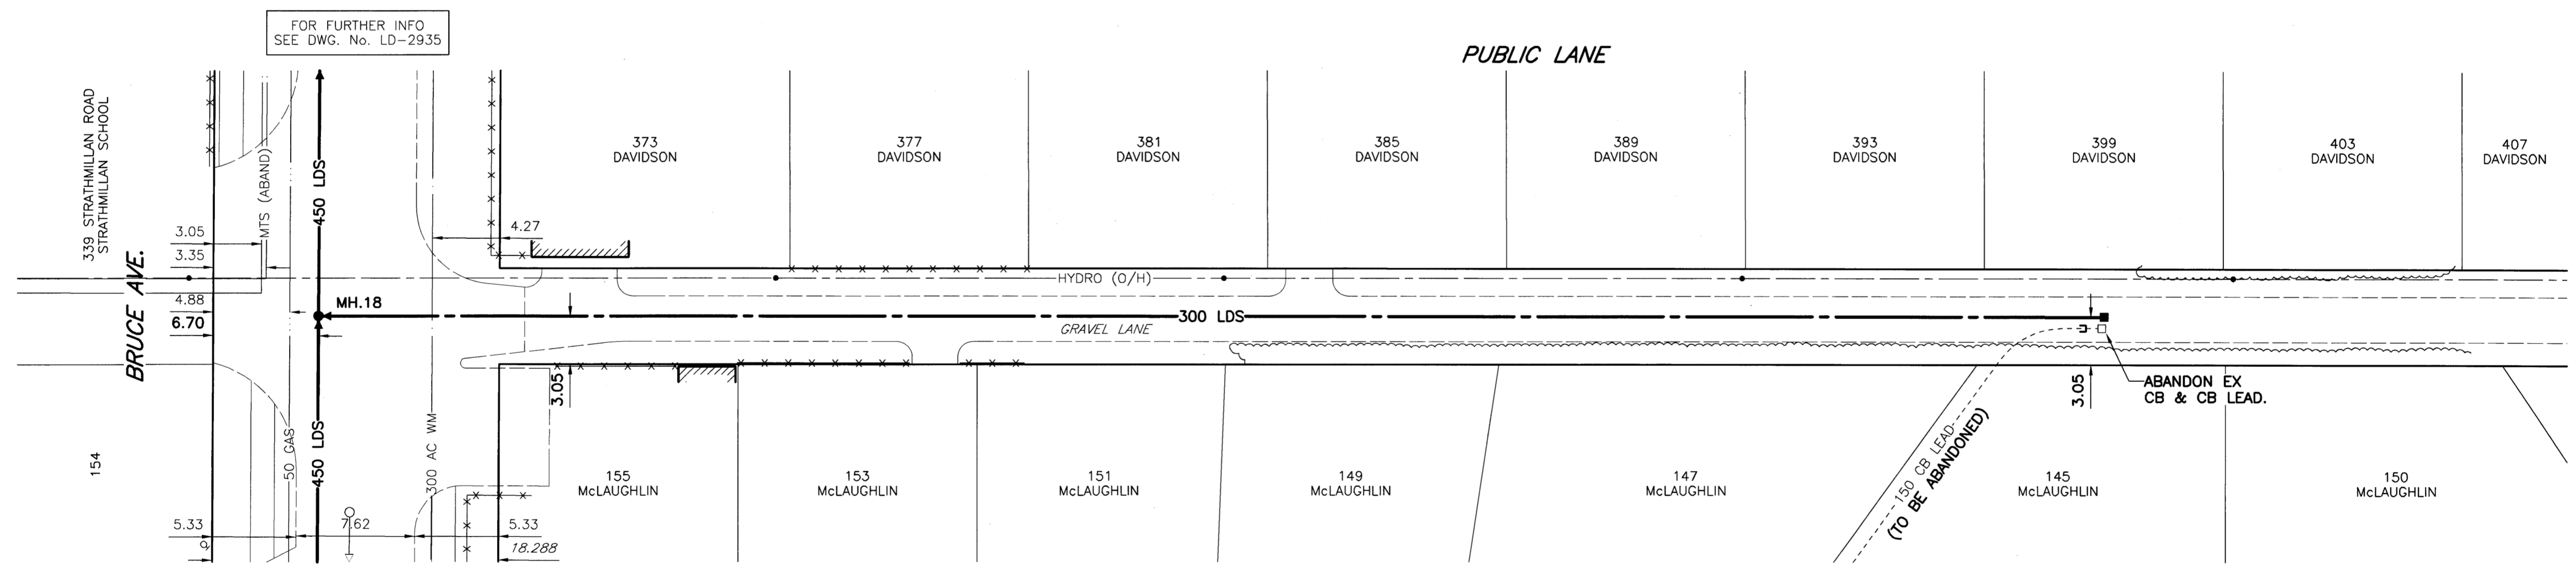 FOR FURTHER INFO
SEE DWG. No. LD-2935
PUBLIC LANE
339 STRATHMILLAN ROAD
STRATHMILLAN SCHOOL
BRUCE AVE.
154
MTS (ABAND)
450 LDS
373
DAVIDSON
377
DAVIDSON
381
DAVIDSON
385
DAVIDSON
389
DAVIDSON
393
DAVIDSON
399
DAVIDSON
403
DAVIDSON
407
DAVIDSON
3.05
3.35
4.88
6.70
4.27
HYDRO (O/H)
MH.18
300 LDS
GRAVEL LANE
3.05
3.05
ABANDON EX
CB & CB LEAD.
50 GAS
450 LDS
300 AC WM
155
McLAUGHLIN
153
McLAUGHLIN
151
McLAUGHLIN
149
McLAUGHLIN
147
McLAUGHLIN
150 CB LEAD
(TO BE ABANDONED)
145
McLAUGHLIN
150
McLAUGHLIN
5.33
7.62
5.33
18.288